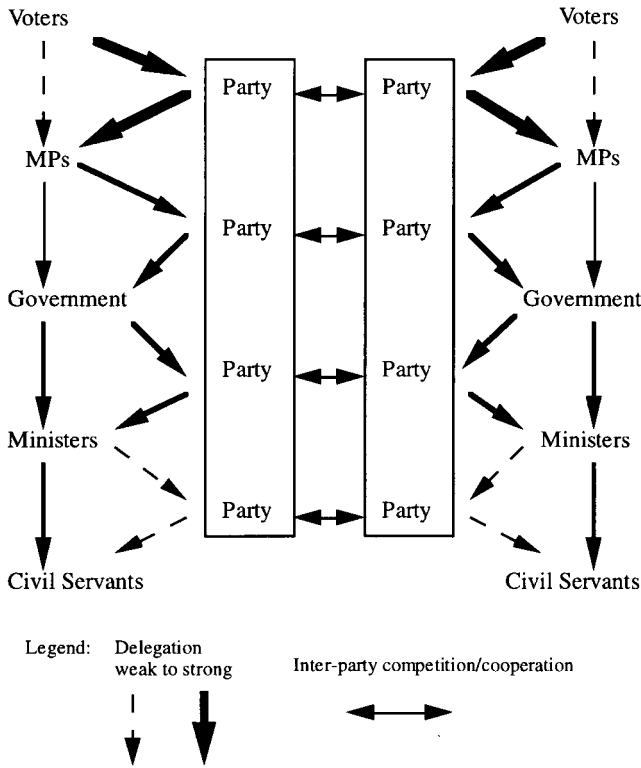 Voters Voters
Party Party
MPs MPs
Party Party
Government Government
Party Party
Ministers Ministers
Party Party
Civil Servants Civil Servants
Legend: Delegation
weak to strong
Inter-party competition/cooperation